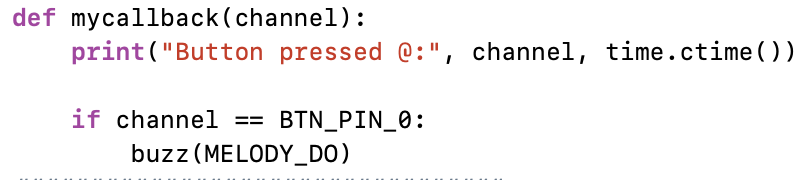 def mycallback(channel):
    print("Button pressed @:", channel, time.ctime())

    if channel == BTN_PIN_0:
        buzz(MELODY_DO)